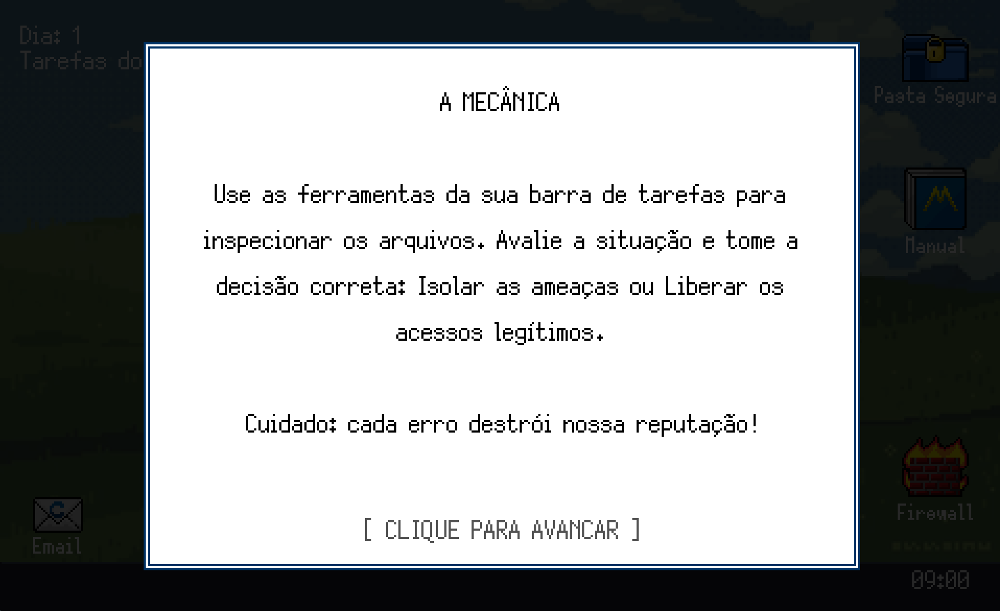 Dia: 1
Tarefas do
A MECÂNICA
Use as ferramentas da sua barra de tarefas para
inspecionar os arquivos. Avalie a situação e tome a
decisão correta: Isolar as ameaças ou Liberar os
acessos legítimos.
Cuidado: cada erro destrói nossa reputação!
[ CLIQUE PARA AVANCAR ]
Pasta Segura
Manual
Firewall
Email
09:00